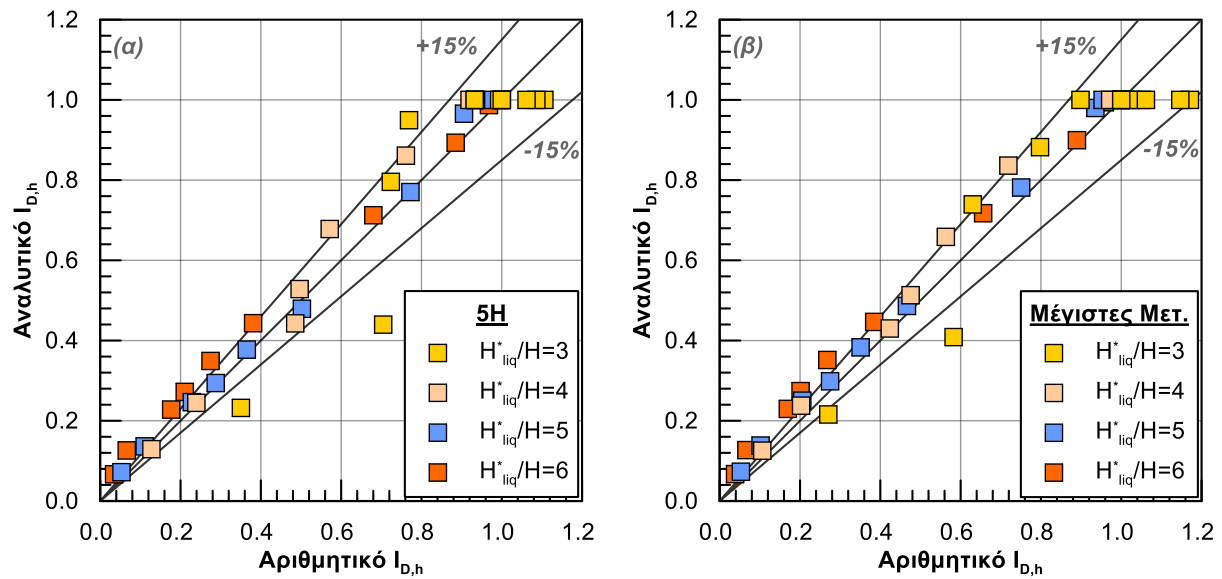 (α)
+15%
-15%
1.2
1.0
0.8
0.6
0.4
0.2
0.0
Αναλυτικό I_D,h
0.0 0.2 0.4 0.6 0.8 1.0 1.2
Αριθμητικό I_D,h
5H
H*liq/H=3
H*liq/H=4
H*liq/H=5
H*liq/H=6
(β)
+15%
-15%
1.2
1.0
0.8
0.6
0.4
0.2
0.0
Αναλυτικό I_D,h
0.0 0.2 0.4 0.6 0.8 1.0 1.2
Αριθμητικό I_D,h
Μέγιστες Μετ.
H*liq/H=3
H*liq/H=4
H*liq/H=5
H*liq/H=6